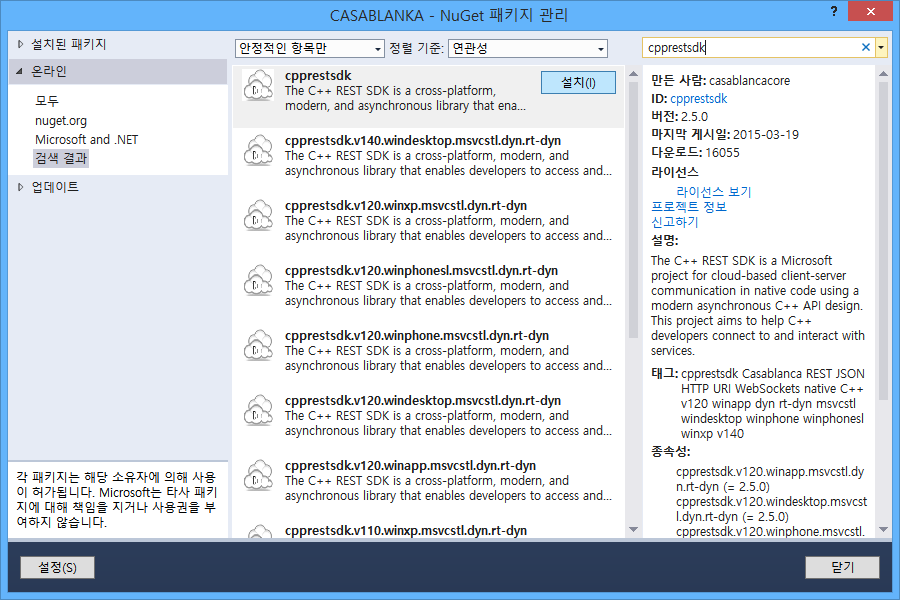 CASABLANKA - NuGet 패키지 관리
?
설치된 패키지
온라인
모두
nuget.org
Microsoft and .NET
검색 결과
업데이트
각 패키지는 해당 소유자에 의해 사용
이 허가됩니다. Microsoft는 타사 패키
지에 대해 책임을 지거나 사용권을 부
여하지 않습니다.
안정적인 항목만
정렬 기준: 연관성
cpprestsdk
The C++ REST SDK is a cross-platform,
modern, and asynchronous library that ena...
설치(I)
cpprestsdk.v140.windesktop.msvcstl.dyn.rt-dyn
The C++ REST SDK is a cross-platform, modern, and
asynchronous library that enables developers to access and...
cpprestsdk.v120.winxp.msvcstl.dyn.rt-dyn
The C++ REST SDK is a cross-platform, modern, and
asynchronous library that enables developers to access and...
cpprestsdk.v120.winphonesl.msvcstl.dyn.rt-dyn
The C++ REST SDK is a cross-platform, modern, and
asynchronous library that enables developers to access and...
cpprestsdk.v120.winphone.msvcstl.dyn.rt-dyn
The C++ REST SDK is a cross-platform, modern, and
asynchronous library that enables developers to access and...
cpprestsdk.v120.windesktop.msvcstl.dyn.rt-dyn
The C++ REST SDK is a cross-platform, modern, and
asynchronous library that enables developers to access and...
cpprestsdk.v120.winapp.msvcstl.dyn.rt-dyn
The C++ REST SDK is a cross-platform, modern, and
asynchronous library that enables developers to access and...
cpprestsdk.v110.winxp.msvcstl.dyn.rt-dyn
cpprestsdk
만든 사람: casablancacore
ID: cpprestsdk
버전: 2.5.0
마지막 게시일: 2015-03-19
다운로드: 16055
라이선스
라이선스 보기
프로젝트 정보
신고하기
설명:
The C++ REST SDK is a Microsoft
project for cloud-based client-server
communication in native code using a
modern asynchronous C++ API design.
This project aims to help C++
developers connect to and interact with
services.
태그: cpprestsdk Casablanca REST JSON
HTTP URI WebSockets native C++
v120 winapp dyn rt-dyn msvcstl
windesktop winphone winphonesl
winxp v140
종속성:
cpprestsdk.v120.winapp.msvcstl.dy
n.rt-dyn (= 2.5.0)
cpprestsdk.v120.windesktop.msvcst
l.dyn.rt-dyn (= 2.5.0)
cpprestsdk.v120.winphone.msvcstl.
설정(S)
닫기